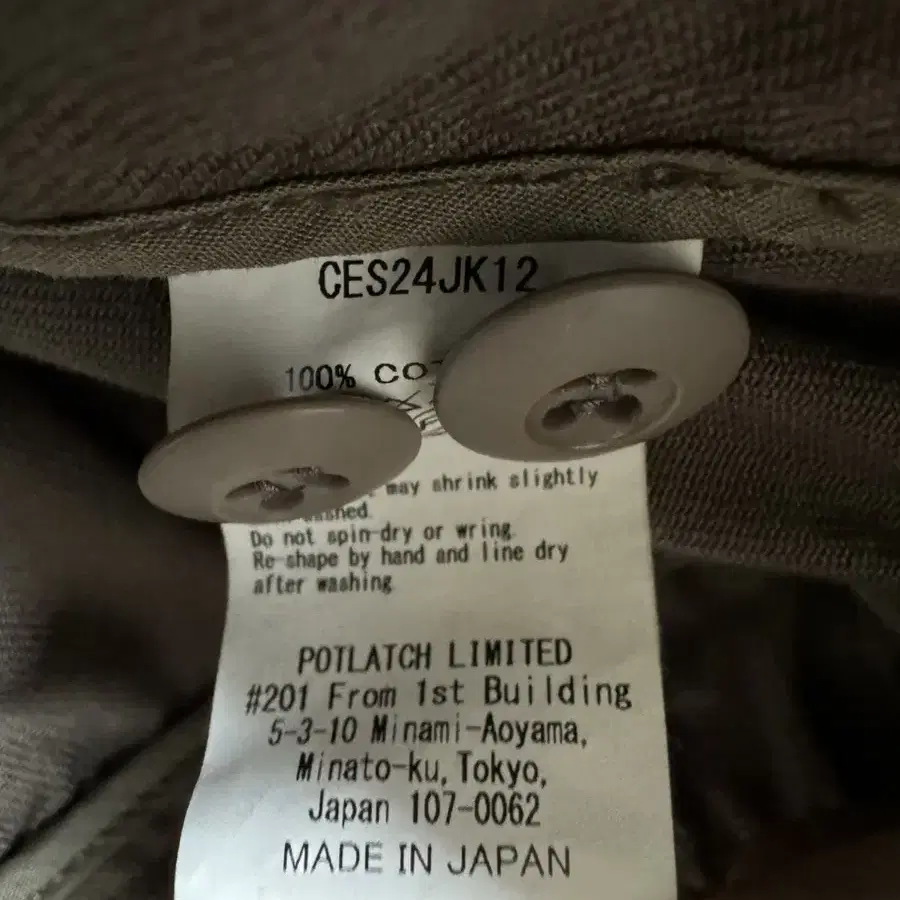 CES24JK12
100%
may shrink slightly
Do not spin-dry or wring.
Re-shape by hand and line dry
after washing
POTLATCH LIMITED
#201 From 1st Building
5-3-10 Minami-Aoyama,
Minato-ku, Tokyo,
Japan 107-0062
MADE IN JAPAN